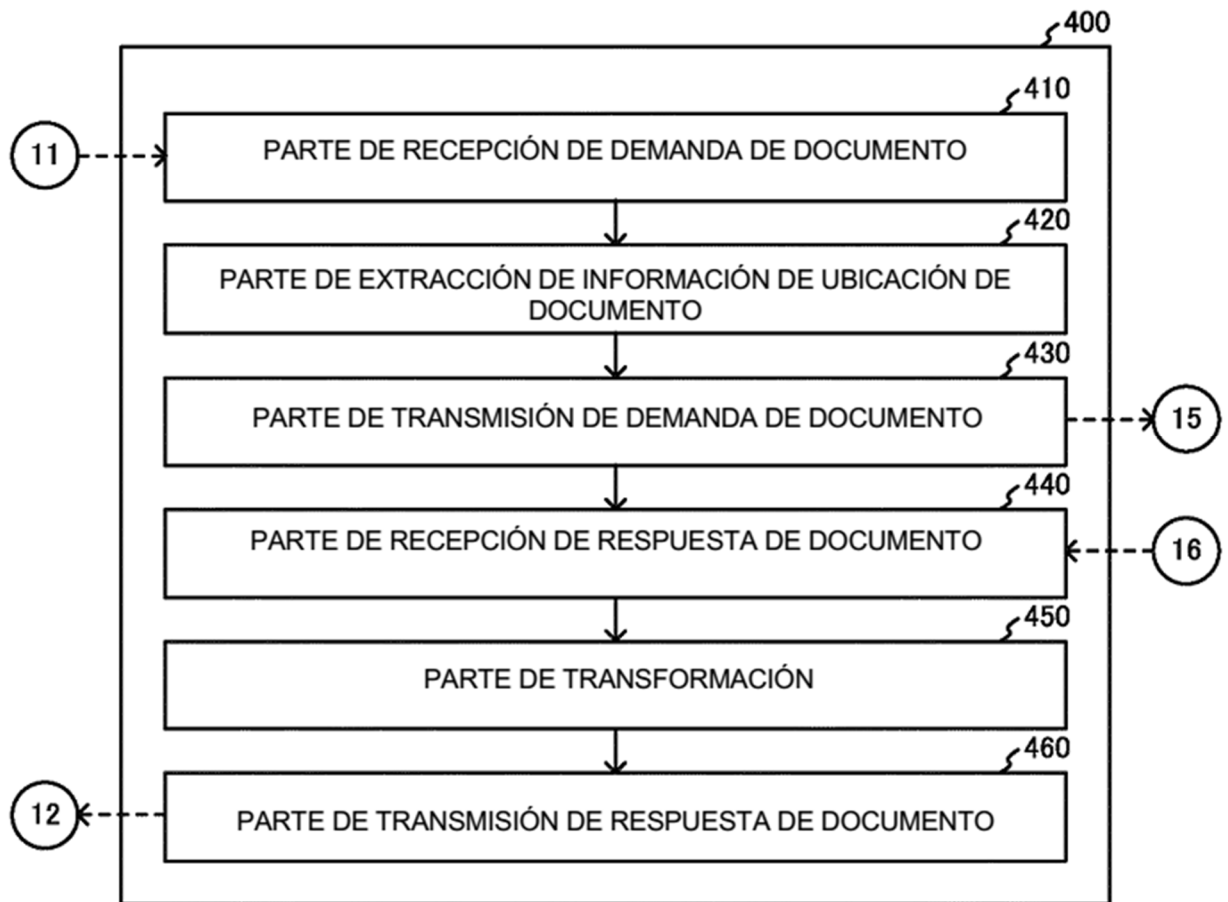 400
410
11
PARTE DE RECEPCIÓN DE DEMANDA DE DOCUMENTO
420
PARTE DE EXTRACCIÓN DE INFORMACIÓN DE UBICACIÓN DE
DOCUMENTO
430
PARTE DE TRANSMISIÓN DE DEMANDA DE DOCUMENTO
15
440
PARTE DE RECEPCIÓN DE RESPUESTA DE DOCUMENTO
16
450
PARTE DE TRANSFORMACIÓN
460
12
PARTE DE TRANSMISIÓN DE RESPUESTA DE DOCUMENTO